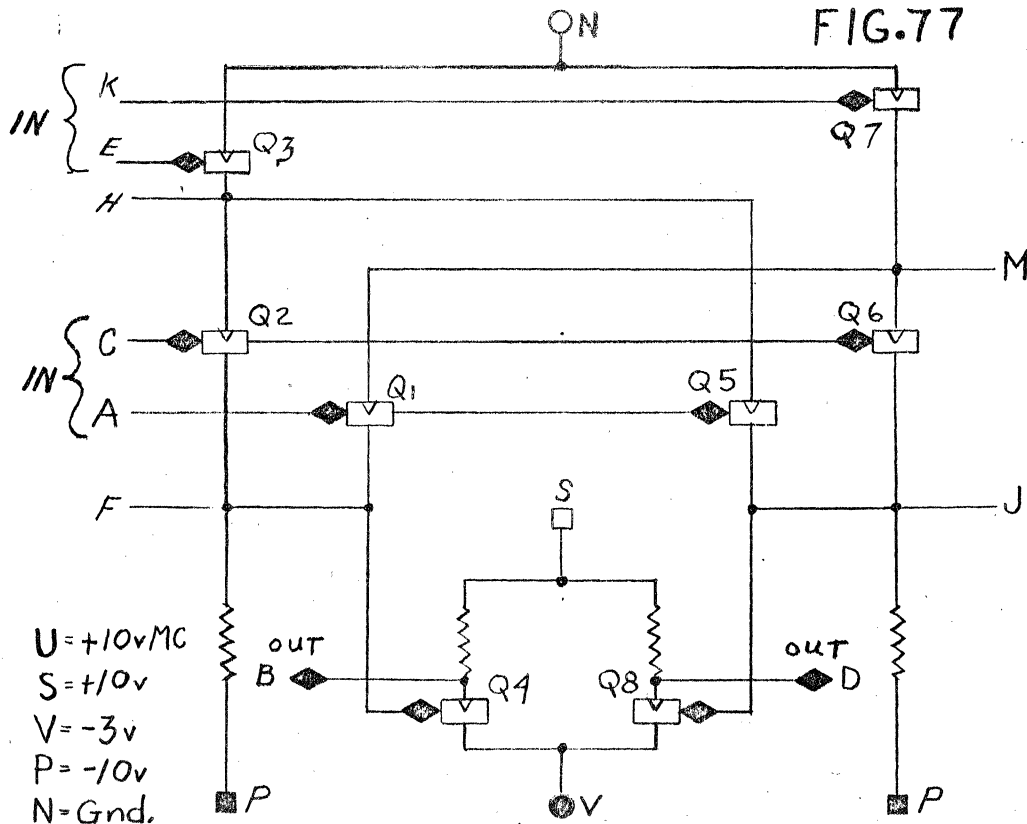 FIG.77
N
IN
K
E
Q3
Q7
H
M
IN
C
Q2
Q6
A
Q1
Q5
F
J
S
U=+10v MC
S=+10v
V=-3v
P=-10v
N=Gnd.
OUT
B
Q4
Q8
OUT
D
P
V
P